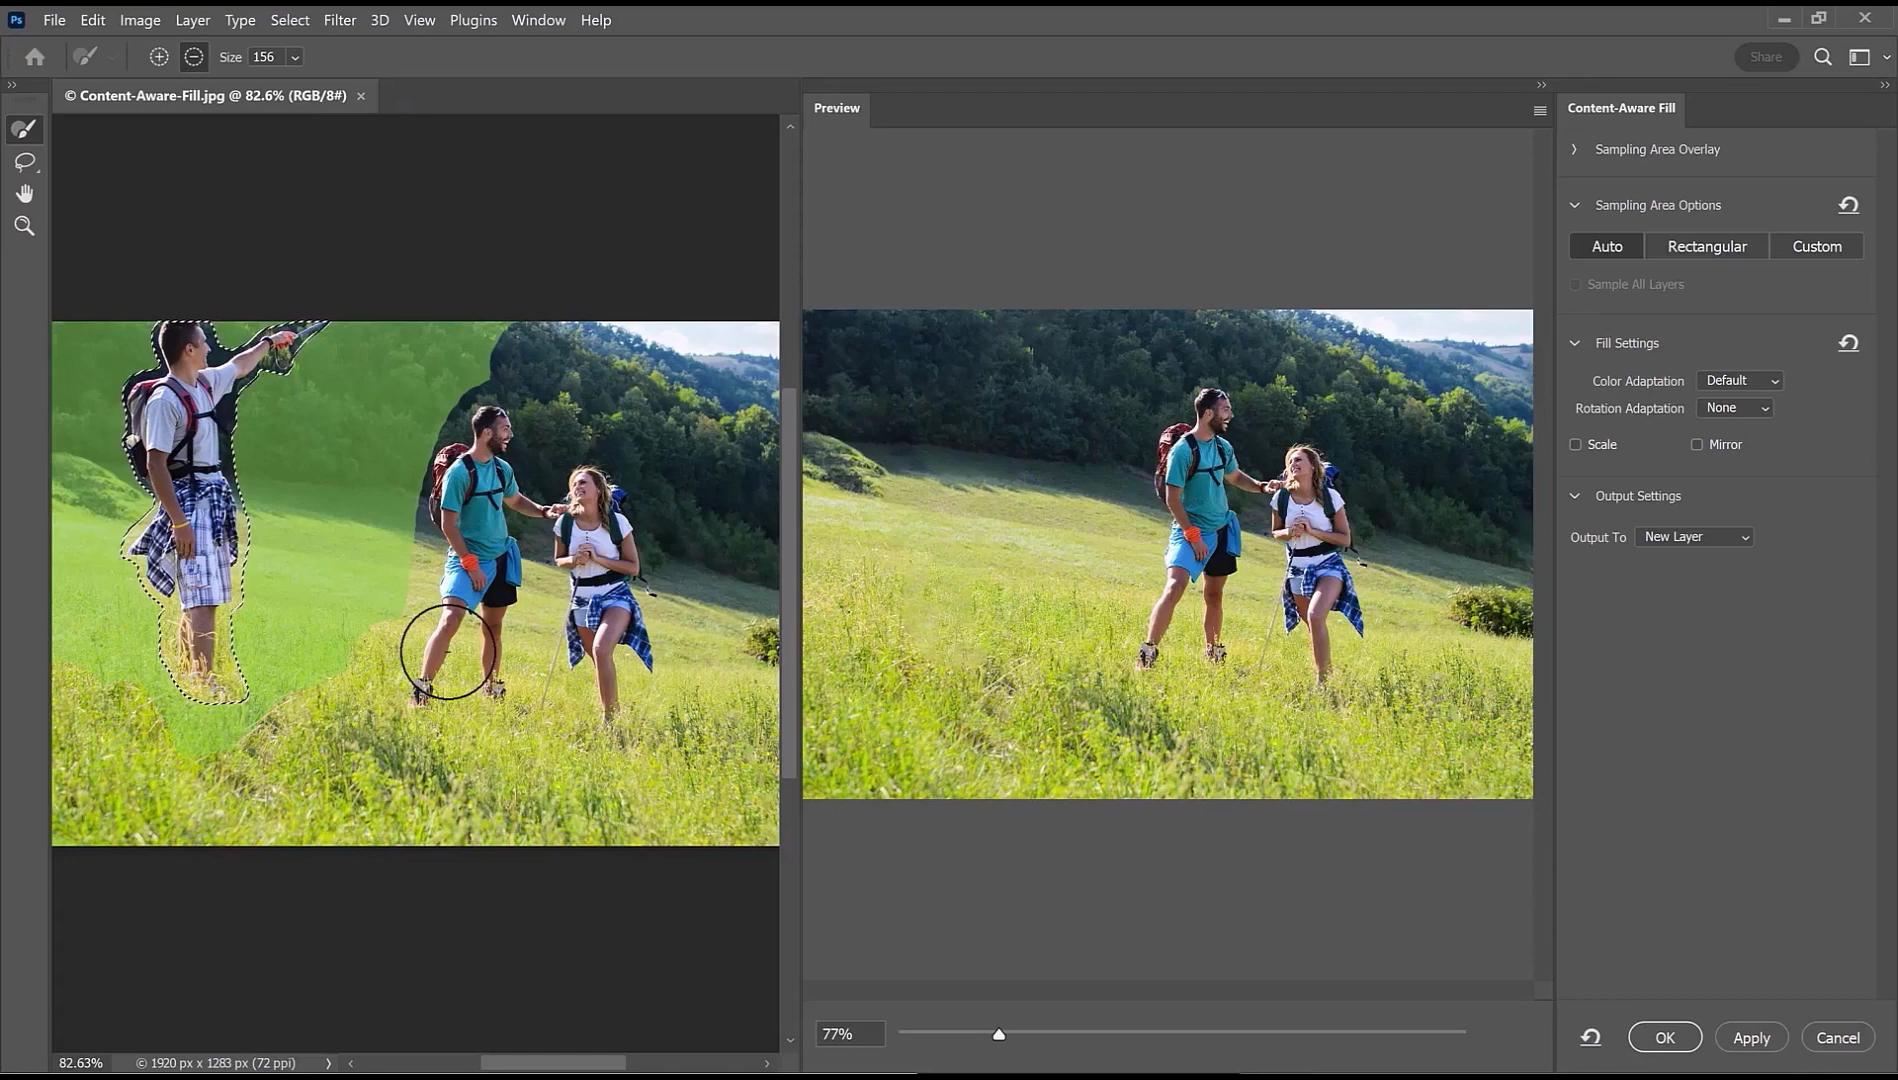 Ps File Edit Image Layer Type Select Filter 3D View Plugins Window Help
Size 156
Share
© Content-Aware-Fill.jpg @ 82.6% (RGB/8#) ×
Preview
Content-Aware Fill
Sampling Area Overlay
Sampling Area Options
Auto Rectangular Custom
Sample All Layers
Fill Settings
Color Adaptation Default
Rotation Adaptation None
Scale Mirror
Output Settings
Output To New Layer
77%
OK Apply Cancel
82.63% © 1920 px x 1283 px (72 ppi)